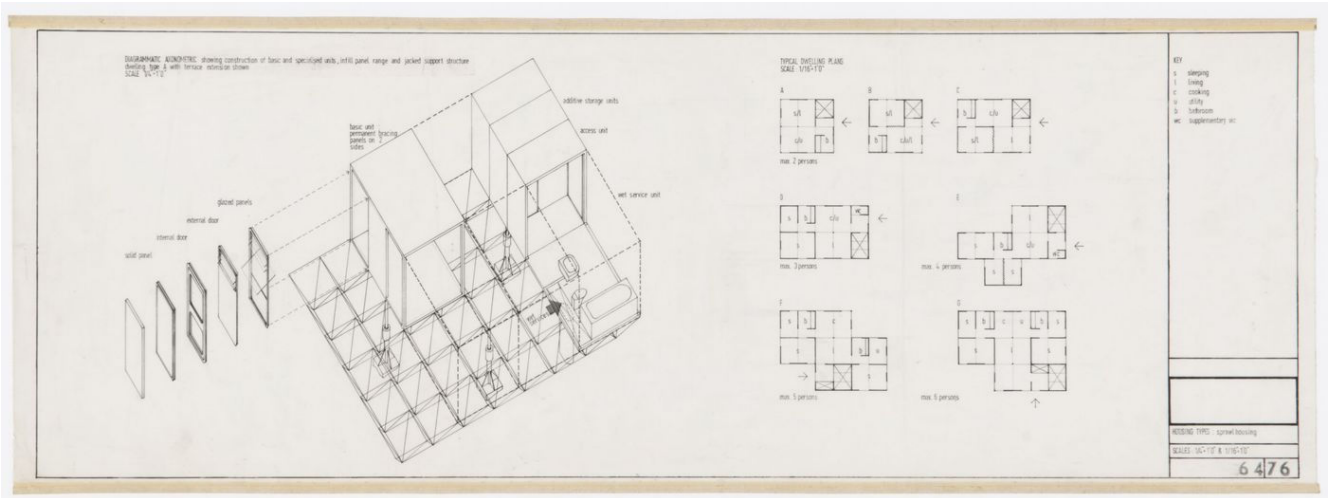 DIAGRAMMATIC AXONOMETRIC showing construction of basic and specialised units, infill panel range and jacked support structure
dwelling type A with terrace extension shown
SCALE 1/4"=1'0"
additive storage units
access unit
basic unit
permanent bracing
panels on 2
sides
wet service unit
glazed panels
external door
internal door
solid panel
TYPICAL DWELLING PLANS
SCALE 1/16"=1'0"
A
B
C
s/l
c/u
b
s/l
b
c/u/l
b
c/u
s/l
l
max. 2 persons
D
E
s
b
c/u
wc
s
l
max. 3 persons
l
s
b
c/u
wc
s
s
max. 4 persons
F
G
s
b
c
s
l
b
u
s
max. 5 persons
s
b
c
u
b
s
s
l
s
max. 6 persons
KEY
s sleeping
l living
c cooking
u utility
b bathroom
wc supplementary wc
HOUSING TYPES : sprawl housing
SCALES : 1/4"=1'0" & 1/16"=1'0"
64 76